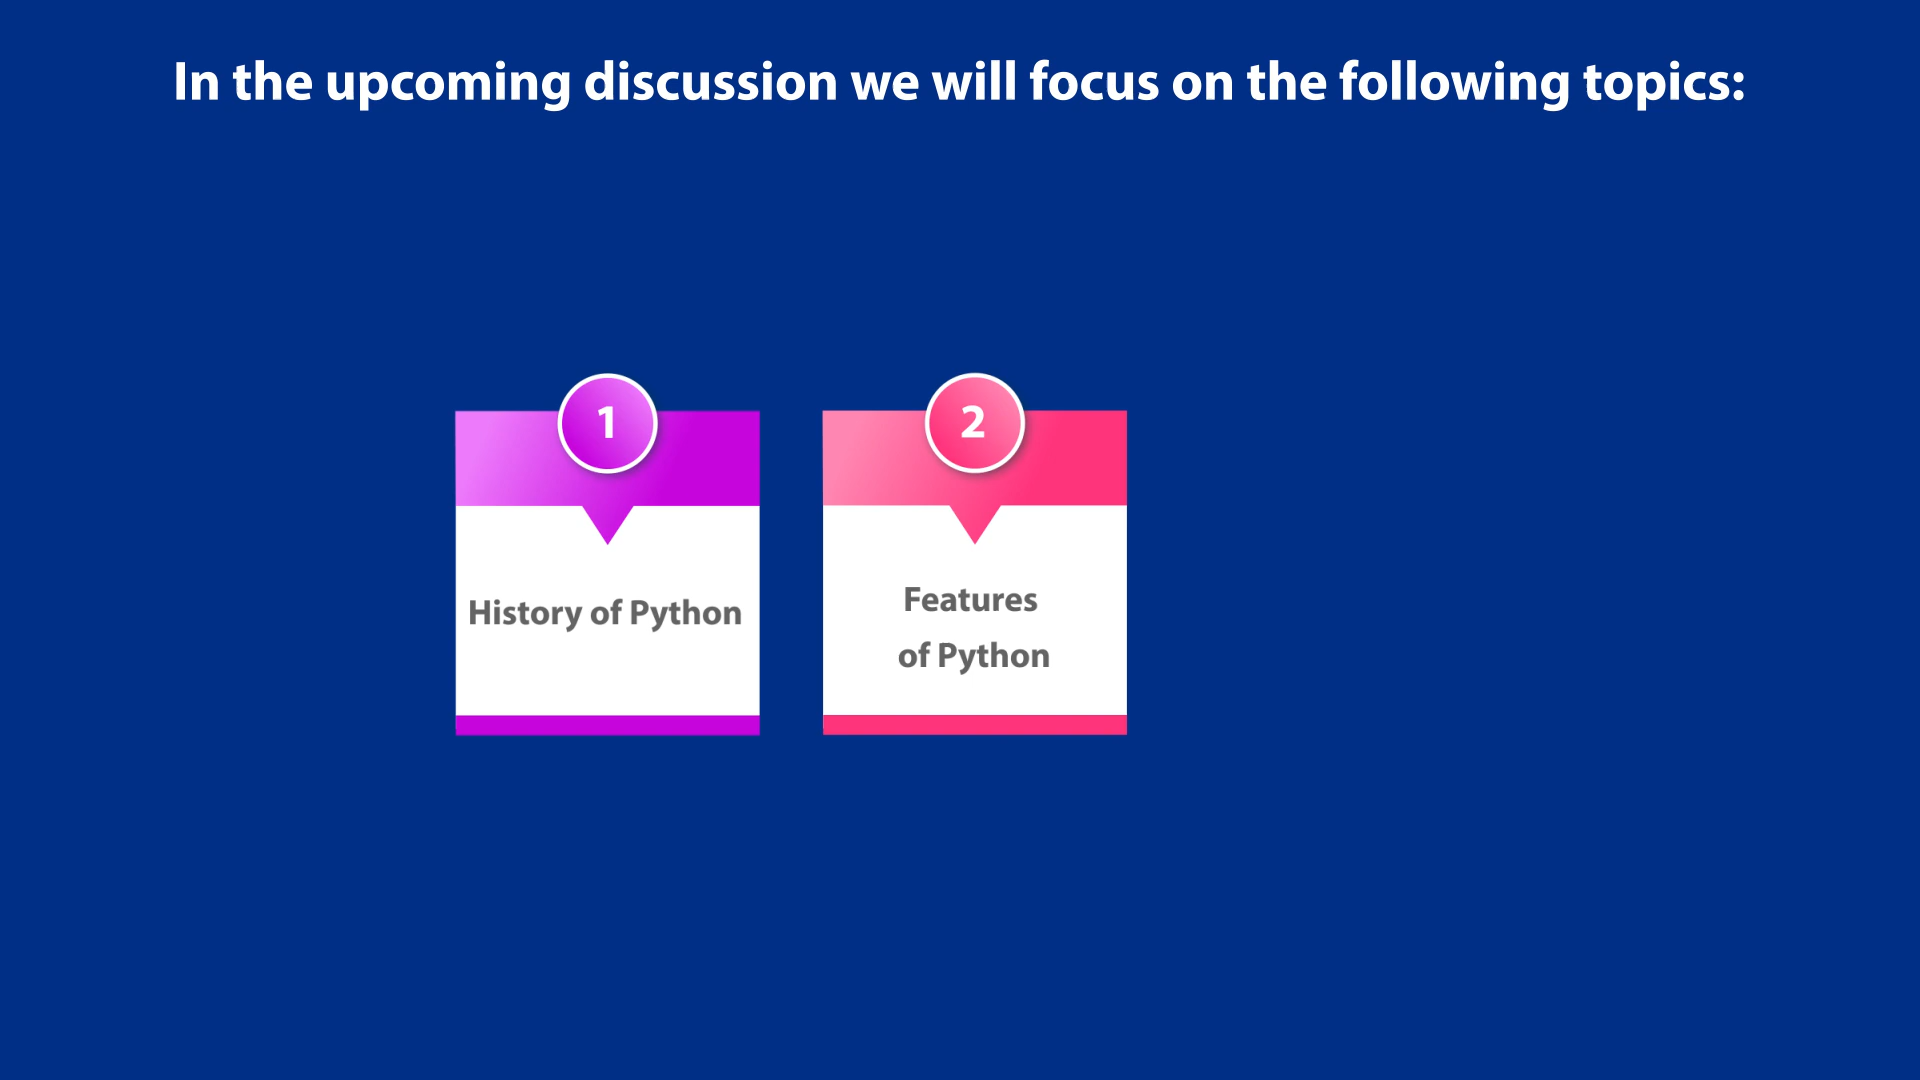 In the upcoming discussion we will focus on the following topics:
1
History of Python
2
Features
of Python